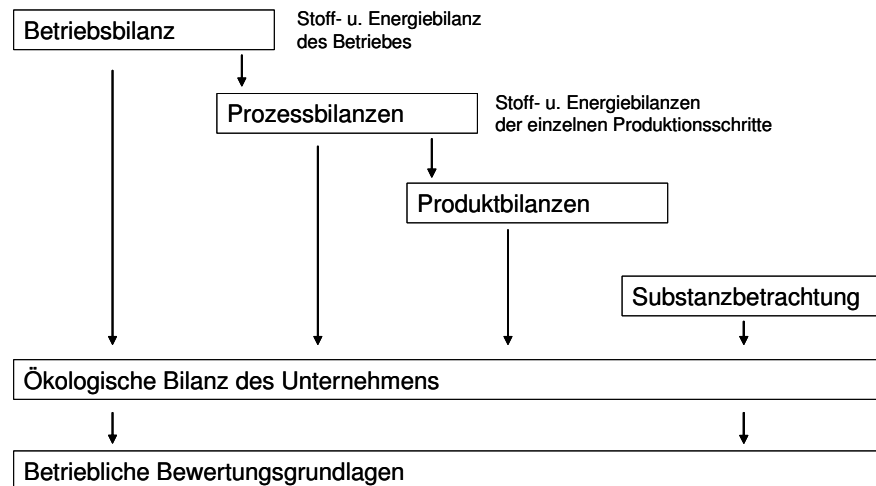 Betriebsbilanz
Stoff- u. Energiebilanz
des Betriebes
Prozessbilanzen
Stoff- u. Energiebilanzen
der einzelnen Produktionsschritte
Produktbilanzen
Substanzbetrachtung
Ökologische Bilanz des Unternehmens
Betriebliche Bewertungsgrundlagen